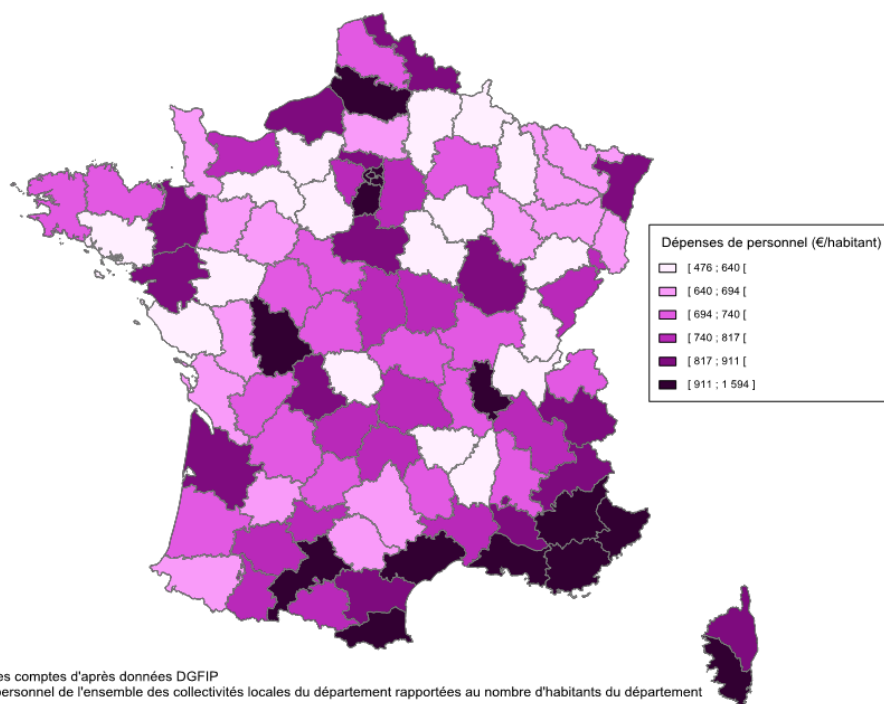 Dépenses de personnel (€/habitant)
[ 476 ; 640 [
[ 640 ; 694 [
[ 694 ; 740 [
[ 740 ; 817 [
[ 817 ; 911 [
[ 911 ; 1 594 ]
es comptes d'après données DGFIP
personnel de l'ensemble des collectivités locales du département rapportées au nombre d'habitants du département